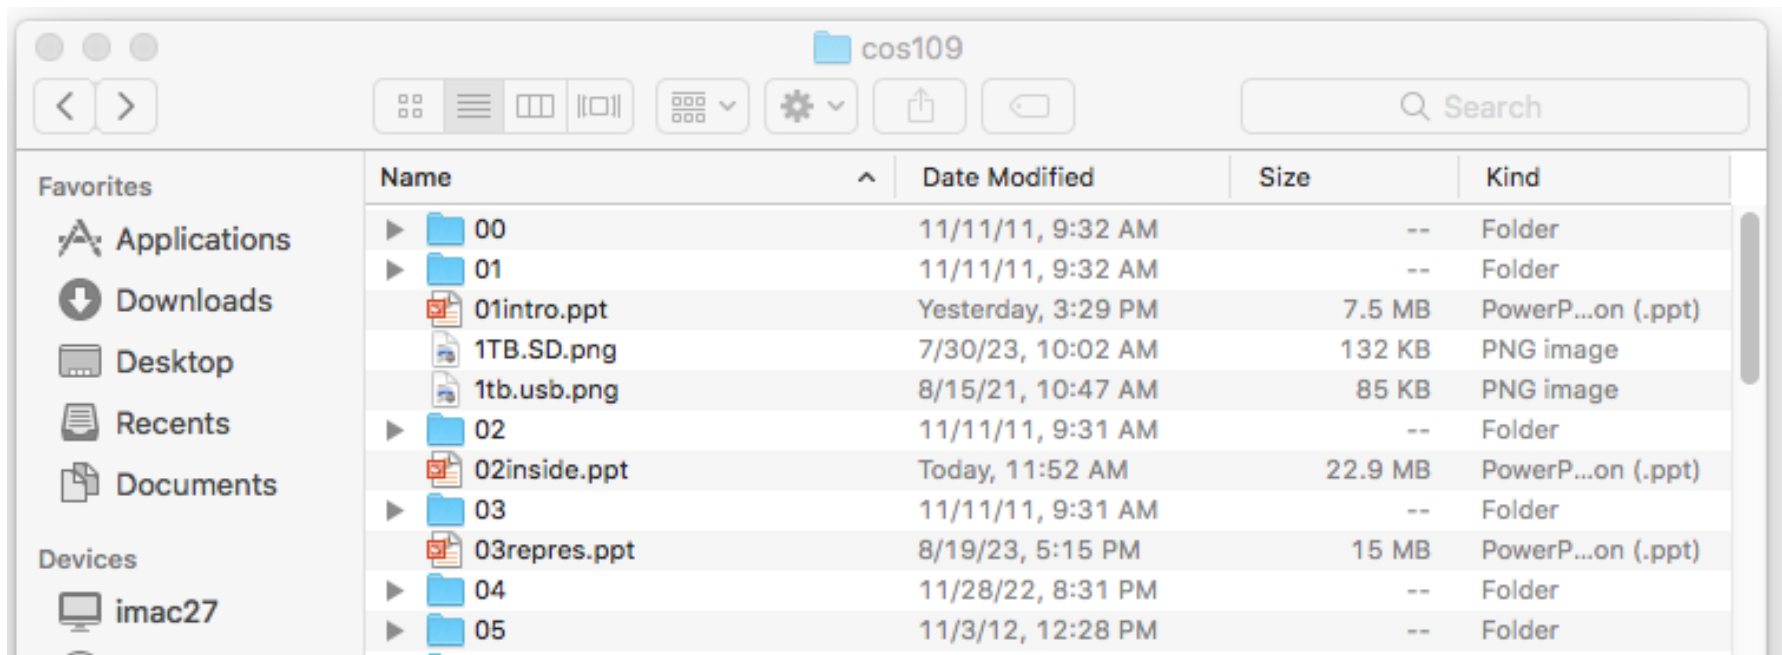 cos109
Search
Favorites
Applications
Downloads
Desktop
Recents
Documents
Devices
imac27
Name Date Modified Size Kind
00 11/11/11, 9:32 AM -- Folder
01 11/11/11, 9:32 AM -- Folder
01intro.ppt Yesterday, 3:29 PM 7.5 MB PowerP...on (.ppt)
1TB.SD.png 7/30/23, 10:02 AM 132 KB PNG image
1tb.usb.png 8/15/21, 10:47 AM 85 KB PNG image
02 11/11/11, 9:31 AM -- Folder
02inside.ppt Today, 11:52 AM 22.9 MB PowerP...on (.ppt)
03 11/11/11, 9:31 AM -- Folder
03repres.ppt 8/19/23, 5:15 PM 15 MB PowerP...on (.ppt)
04 11/28/22, 8:31 PM -- Folder
05 11/3/12, 12:28 PM -- Folder